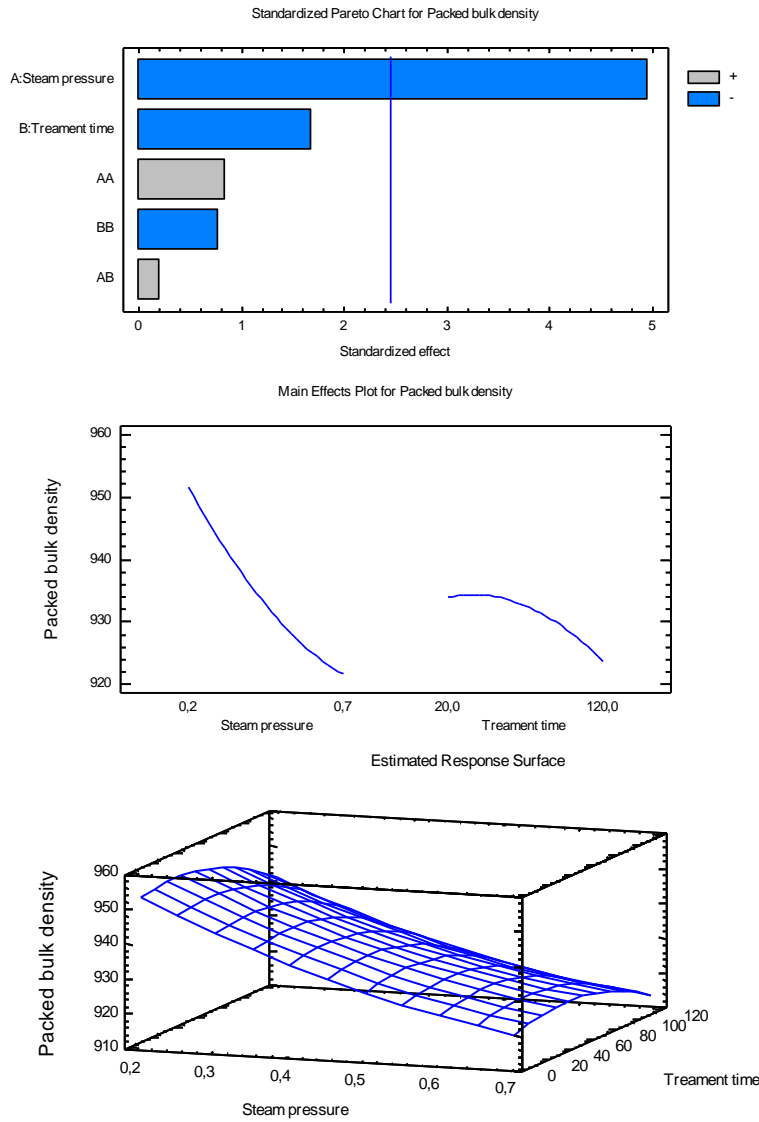 Standardized Pareto Chart for Packed bulk density
A:Steam pressure
B:Treament time
AA
BB
AB
+
-
0 1 2 3 4 5
Standardized effect
Main Effects Plot for Packed bulk density
Packed bulk density
960
950
940
930
920
0,2 0,7 20,0 120,0
Steam pressure Treament time
Estimated Response Surface
Packed bulk density
960
950
940
930
920
910
0,2 0,3 0,4 0,5 0,6 0,7
Steam pressure
0 20 40 60 80 100 120
Treament time